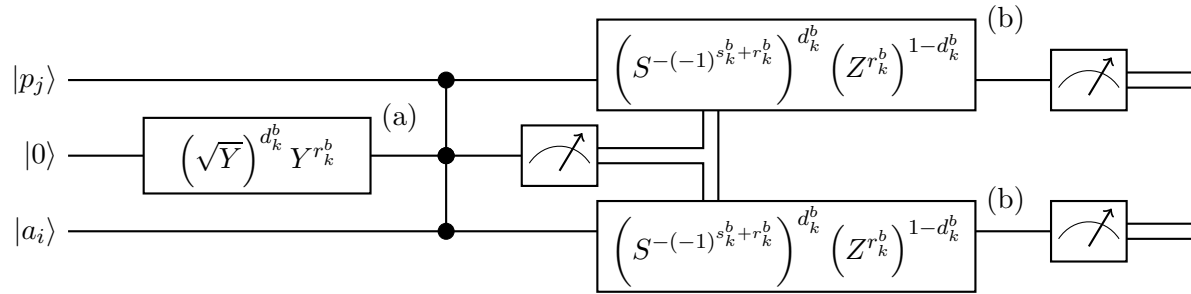 (b)
|p_j⟩ (S^{-(-1)^{s_k^b+r_k^b}})^{d_k^b} (Z^{r_k^b})^{1-d_k^b}
(a)
|0⟩ (√Y)^{d_k^b} Y^{r_k^b}
(b)
|a_i⟩ (S^{-(-1)^{s_k^b+r_k^b}})^{d_k^b} (Z^{r_k^b})^{1-d_k^b}